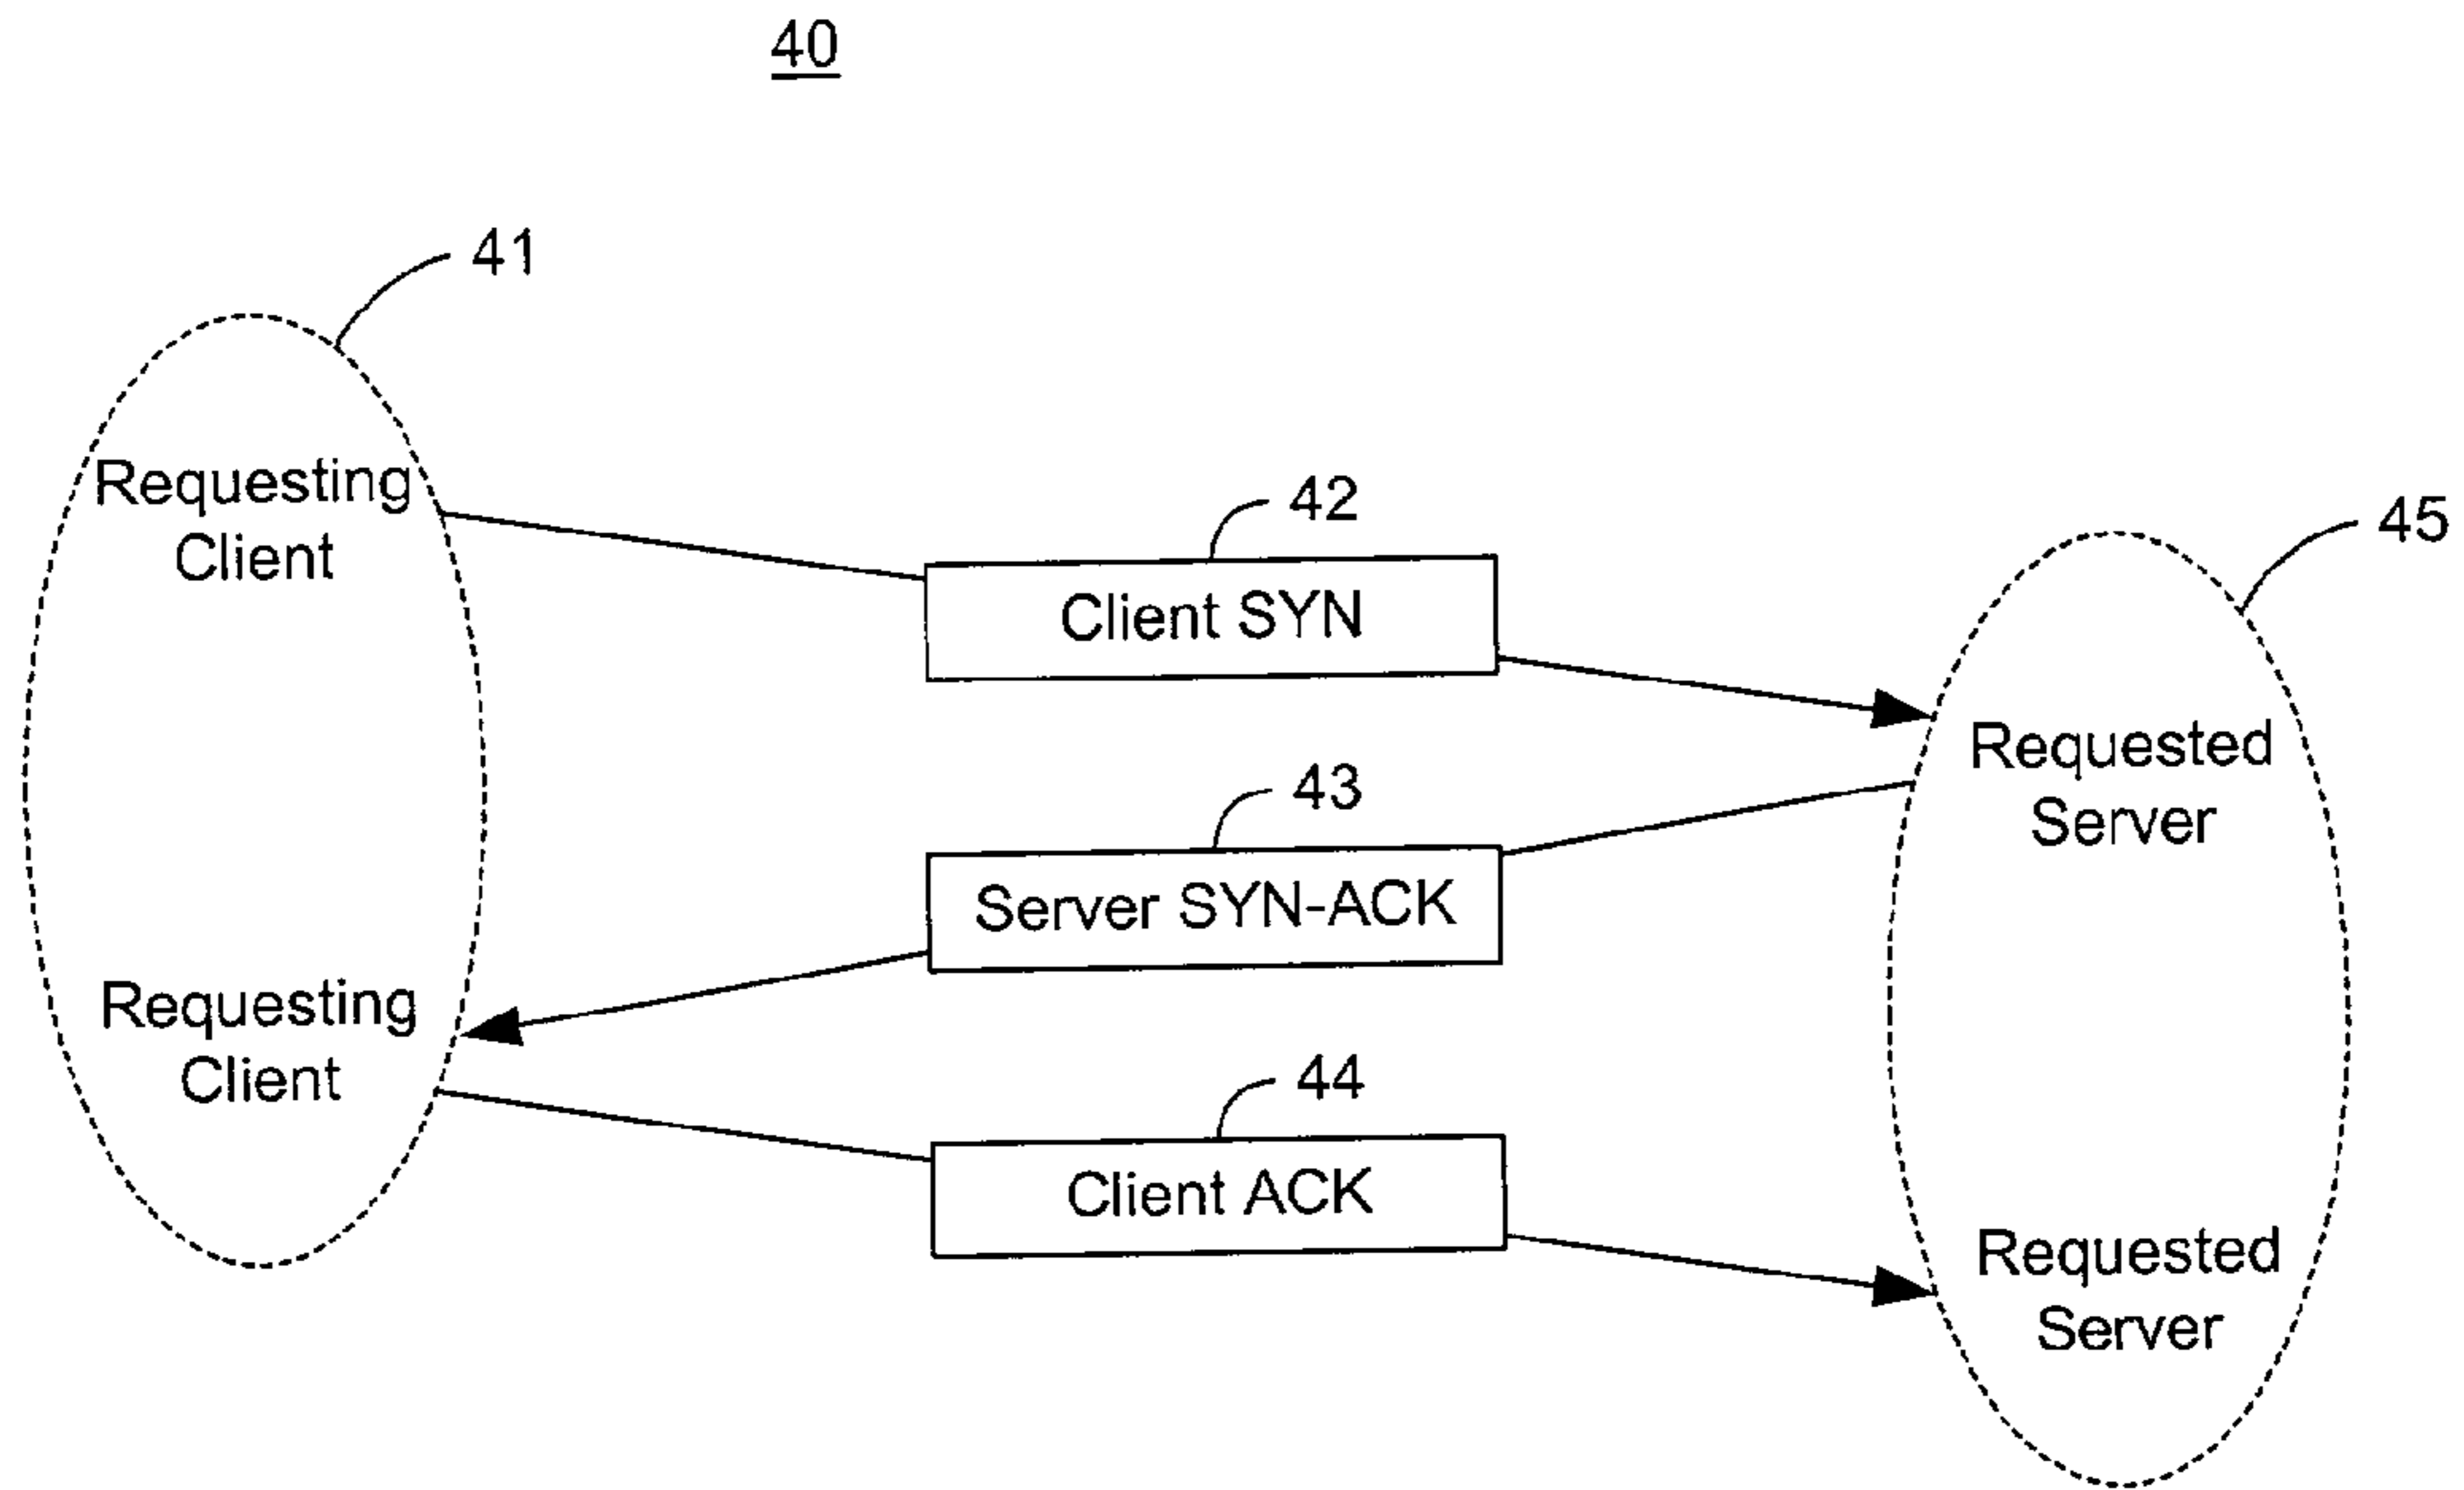 40
41
Requesting
Client
42
Client SYN
45
Requested
Server
43
Server SYN-ACK
Requesting
Client
44
Client ACK
Requested
Server